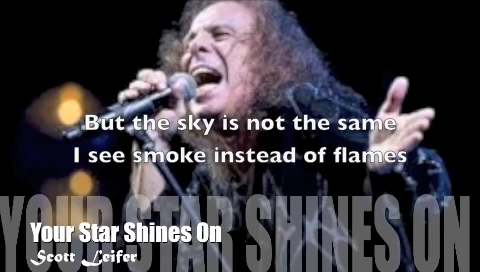 But the sky is not the same
I see smoke instead of flames
YOUR STAR SHINES ON
Your Star Shines On
Scott Leifer